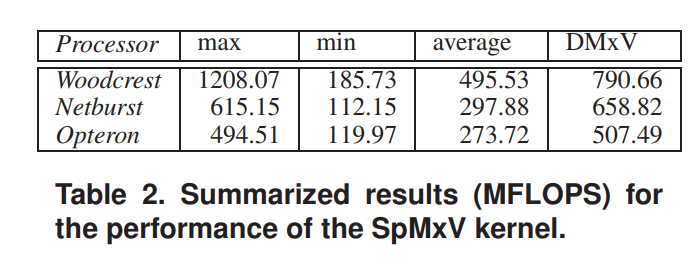 Processor max min average DMxV
Woodcrest 1208.07 185.73 495.53 790.66
Netburst 615.15 112.15 297.88 658.82
Opteron 494.51 119.97 273.72 507.49
Table 2. Summarized results (MFLOPS) for
the performance of the SpMxV kernel.